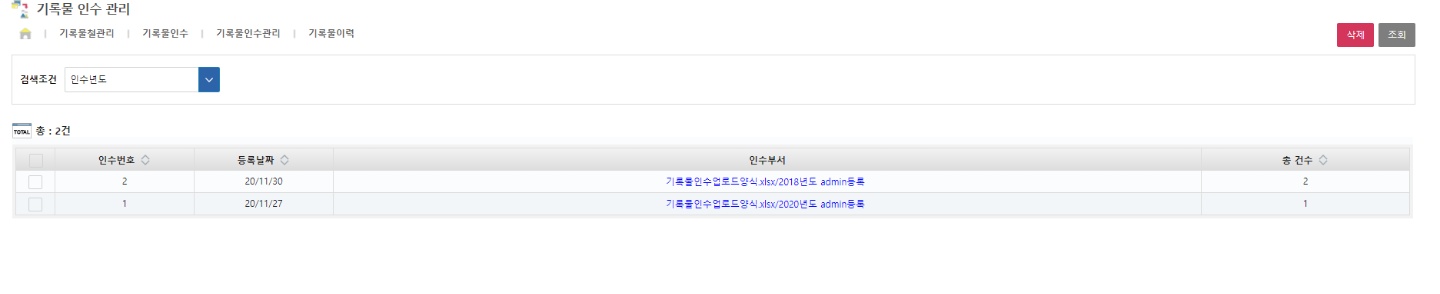 기록물 인수 관리
기록물철관리 | 기록물인수 | 기록물인수관리 | 기록물이력
삭제 조회
검색조건 인수년도
TOTAL 총 : 2건
인수번호 등록날짜 인수부서 총 건수
2 20/11/30 기록물인수업로드양식.xlsx/2018년도 admin등록 2
1 20/11/27 기록물인수업로드양식.xlsx/2020년도 admin등록 1